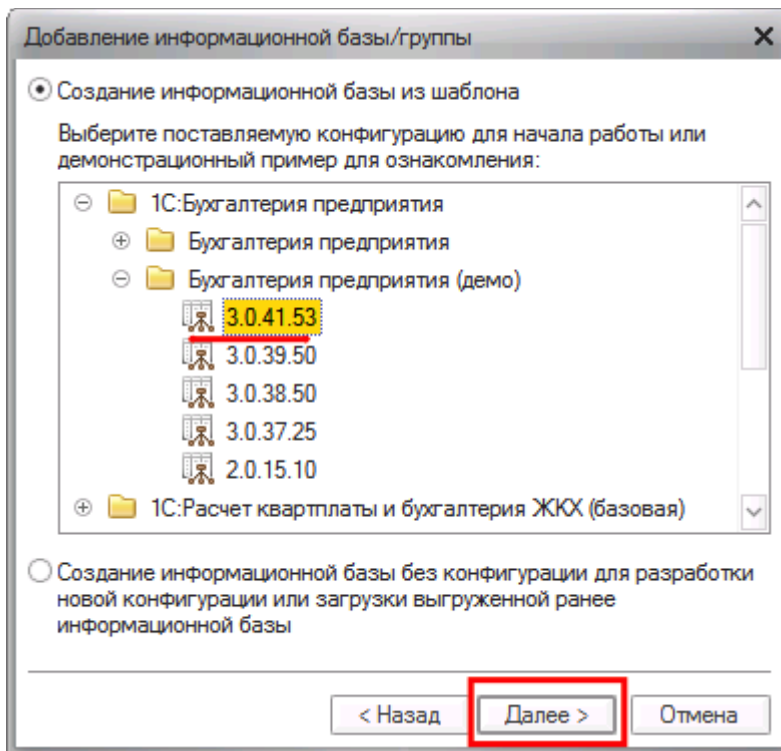 Добавление информационной базы/группы
Создание информационной базы из шаблона
Выберите поставляемую конфигурацию для начала работы или
демонстрационный пример для ознакомления:
1С:Бухгалтерия предприятия
Бухгалтерия предприятия
Бухгалтерия предприятия (демо)
3.0.41.53
3.0.39.50
3.0.38.50
3.0.37.25
2.0.15.10
1С:Расчет квартплаты и бухгалтерия ЖКХ (базовая)
Создание информационной базы без конфигурации для разработки
новой конфигурации или загрузки выгруженной ранее
информационной базы
< Назад Далее > Отмена